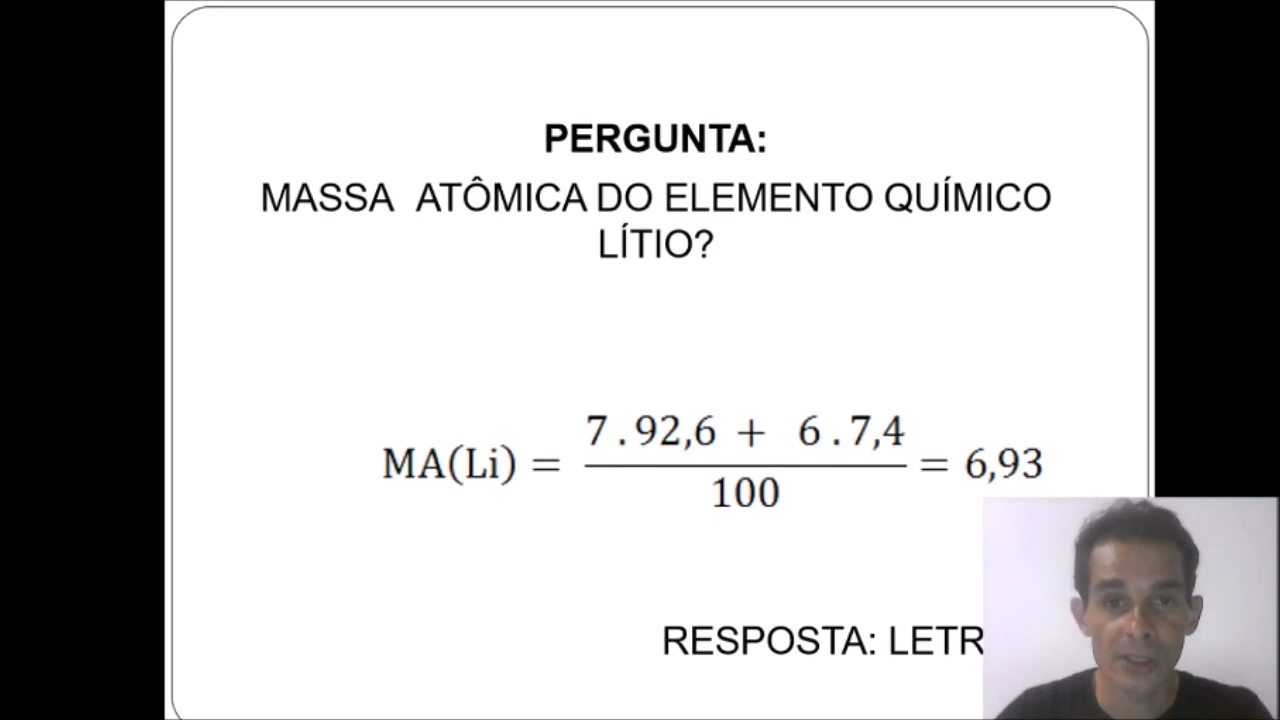 PERGUNTA:
MASSA ATÔMICA DO ELEMENTO QUÍMICO
LÍTIO?
MA(Li) = 7 . 92,6 + 6 . 7,4 / 100 = 6,93
RESPOSTA: LETR